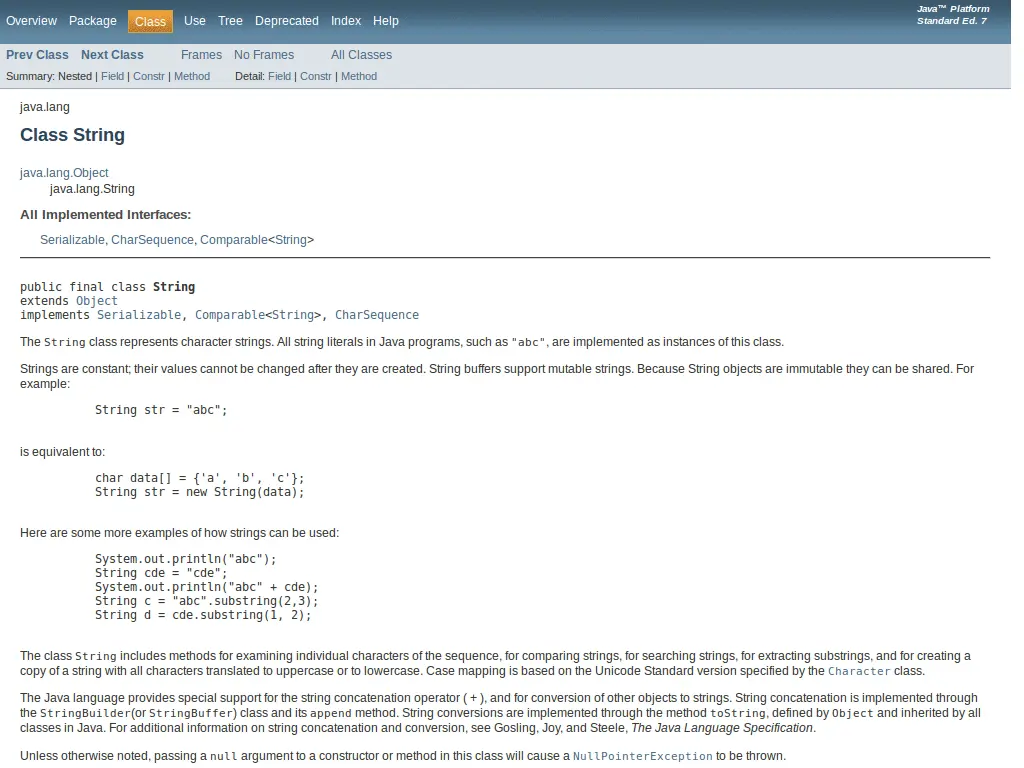 Overview Package Class Use Tree Deprecated Index Help
Java™ Platform
Standard Ed. 7
Prev Class Next Class Frames No Frames All Classes
Summary: Nested | Field | Constr | Method Detail: Field | Constr | Method
java.lang
Class String
java.lang.Object
java.lang.String
All Implemented Interfaces:
Serializable, CharSequence, Comparable<String>
public final class String
extends Object
implements Serializable, Comparable<String>, CharSequence
The String class represents character strings. All string literals in Java programs, such as "abc", are implemented as instances of this class.
Strings are constant; their values cannot be changed after they are created. String buffers support mutable strings. Because String objects are immutable they can be shared. For
example:
String str = "abc";
is equivalent to:
char data[] = {'a', 'b', 'c'};
String str = new String(data);
Here are some more examples of how strings can be used:
System.out.println("abc");
String cde = "cde";
System.out.println("abc" + cde);
String c = "abc".substring(2,3);
String d = cde.substring(1, 2);
The class String includes methods for examining individual characters of the sequence, for comparing strings, for searching strings, for extracting substrings, and for creating a
copy of a string with all characters translated to uppercase or to lowercase. Case mapping is based on the Unicode Standard version specified by the Character class.
The Java language provides special support for the string concatenation operator ( + ), and for conversion of other objects to strings. String concatenation is implemented through
the StringBuilder(or StringBuffer) class and its append method. String conversions are implemented through the method toString, defined by Object and inherited by all
classes in Java. For additional information on string concatenation and conversion, see Gosling, Joy, and Steele, The Java Language Specification.
Unless otherwise noted, passing a null argument to a constructor or method in this class will cause a NullPointerException to be thrown.